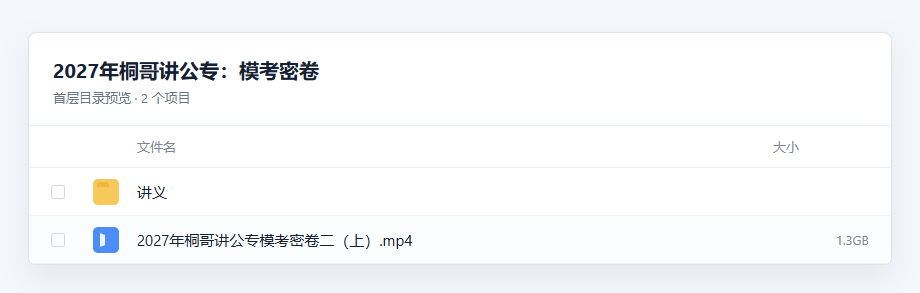 2027年桐哥讲公专：模考密卷
首层目录预览 · 2 个项目
文件名 大小
讲义
2027年桐哥讲公专模考密卷二（上）.mp4 1.3GB